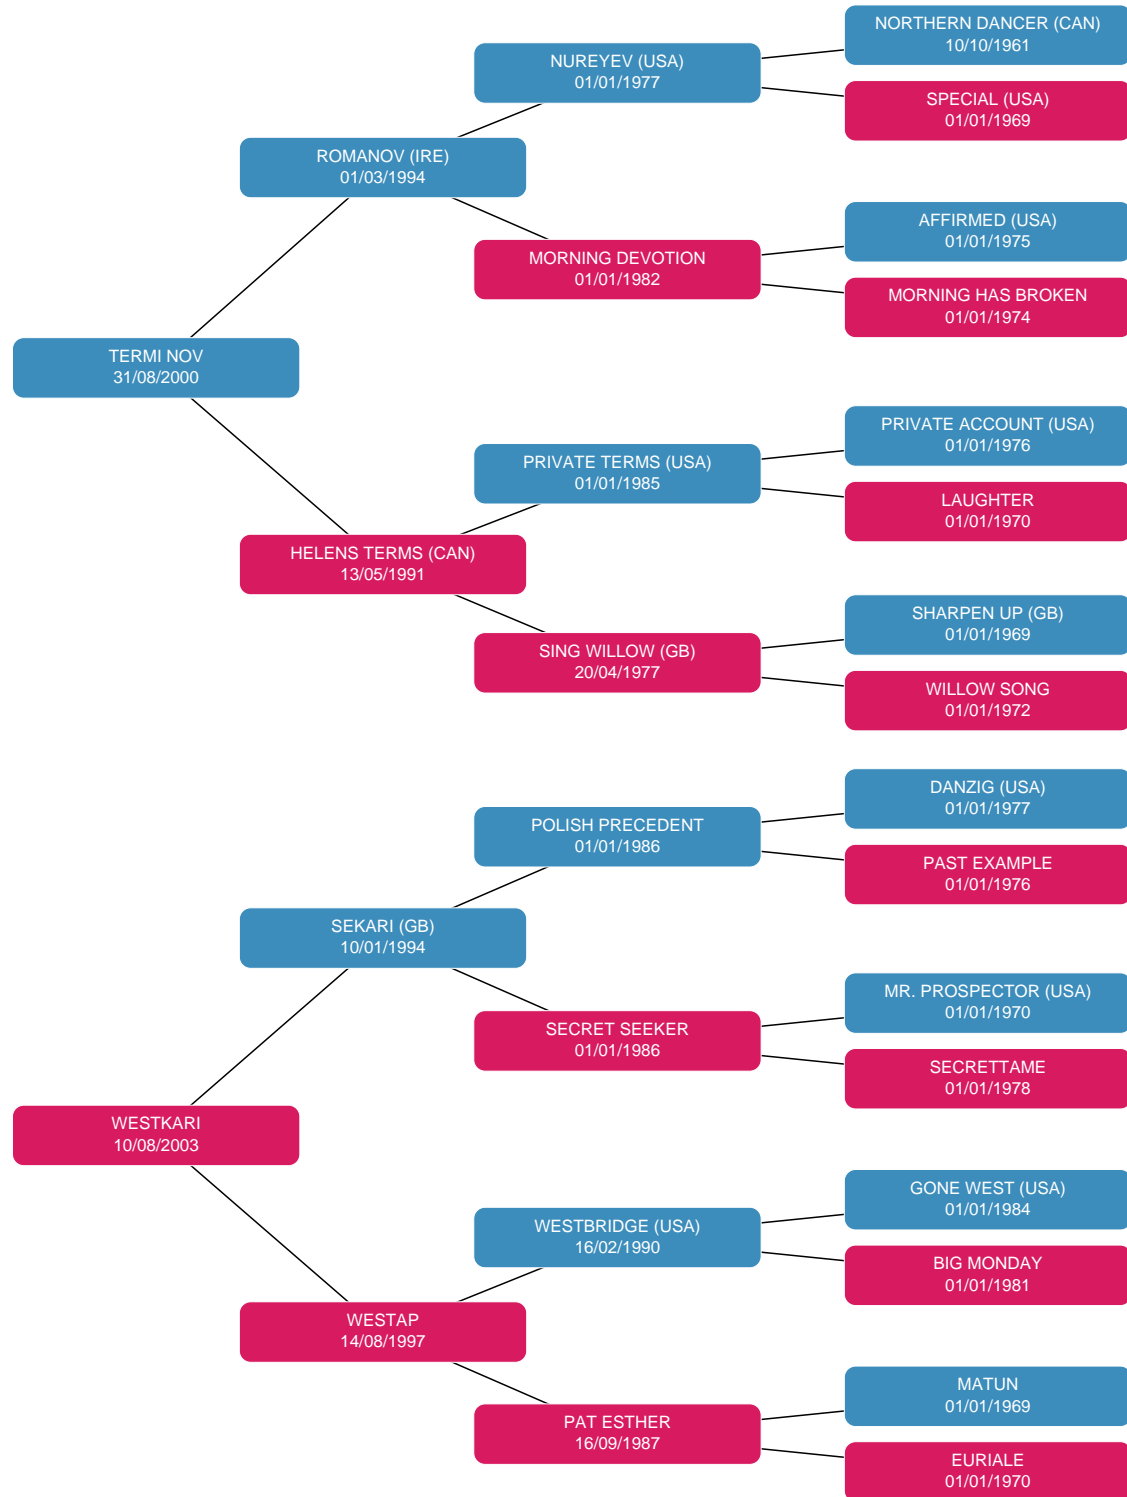 NORTHERN DANCER (CAN)
10/10/1961
NUREYEV (USA)
01/01/1977
SPECIAL (USA)
01/01/1969
ROMANOV (IRE)
01/03/1994
AFFIRMED (USA)
01/01/1975
MORNING DEVOTION
01/01/1982
MORNING HAS BROKEN
01/01/1974
TERMI NOV
31/08/2000
PRIVATE ACCOUNT (USA)
01/01/1976
PRIVATE TERMS (USA)
01/01/1985
LAUGHTER
01/01/1970
HELENS TERMS (CAN)
13/05/1991
SHARPEN UP (GB)
01/01/1969
SING WILLOW (GB)
20/04/1977
WILLOW SONG
01/01/1972
DANZIG (USA)
01/01/1977
POLISH PRECEDENT
01/01/1986
PAST EXAMPLE
01/01/1976
SEKARI (GB)
10/01/1994
MR. PROSPECTOR (USA)
01/01/1970
SECRET SEEKER
01/01/1986
SECRETTAME
01/01/1978
WESTKARI
10/08/2003
GONE WEST (USA)
01/01/1984
WESTBRIDGE (USA)
16/02/1990
BIG MONDAY
01/01/1981
WESTAP
14/08/1997
MATUN
01/01/1969
PAT ESTHER
16/09/1987
EURIALE
01/01/1970